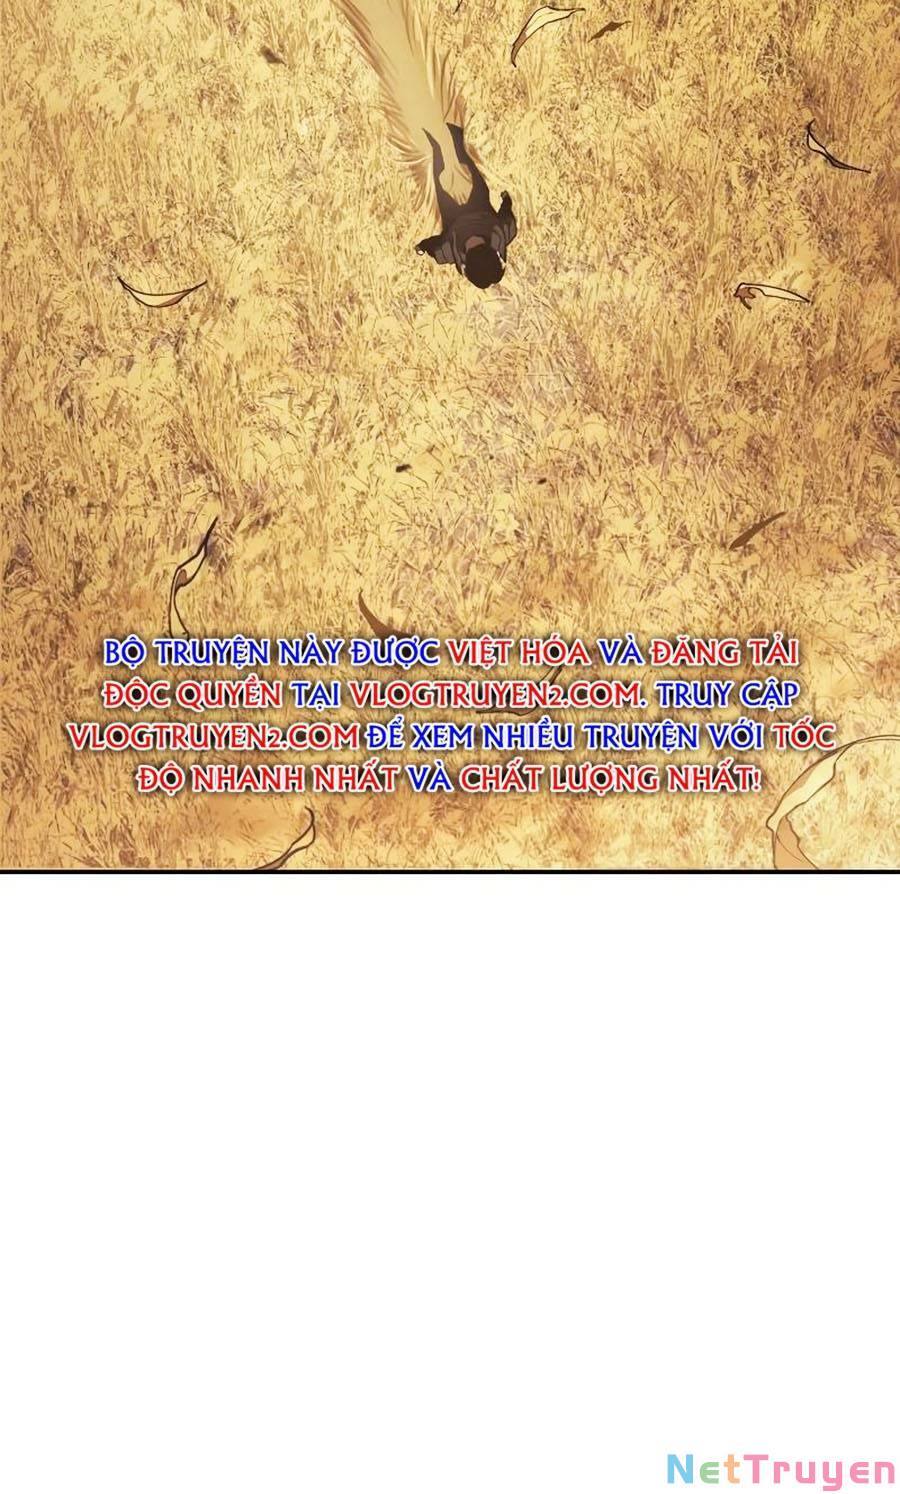 BỘ TRUYỆN NÀY ĐƯỢC VIỆT HÓA VÀ ĐĂNG TẢI
ĐỘC QUYỀN TẠI VLOGTRUYEN2.COM. TRUY CẬP
VLOGTRUYEN2.COM ĐỂ XEM NHIỀU TRUYỆN VỚI TỐC
ĐỘ NHANH NHẤT VÀ CHẤT LƯỢNG NHẤT!
NetTruyen